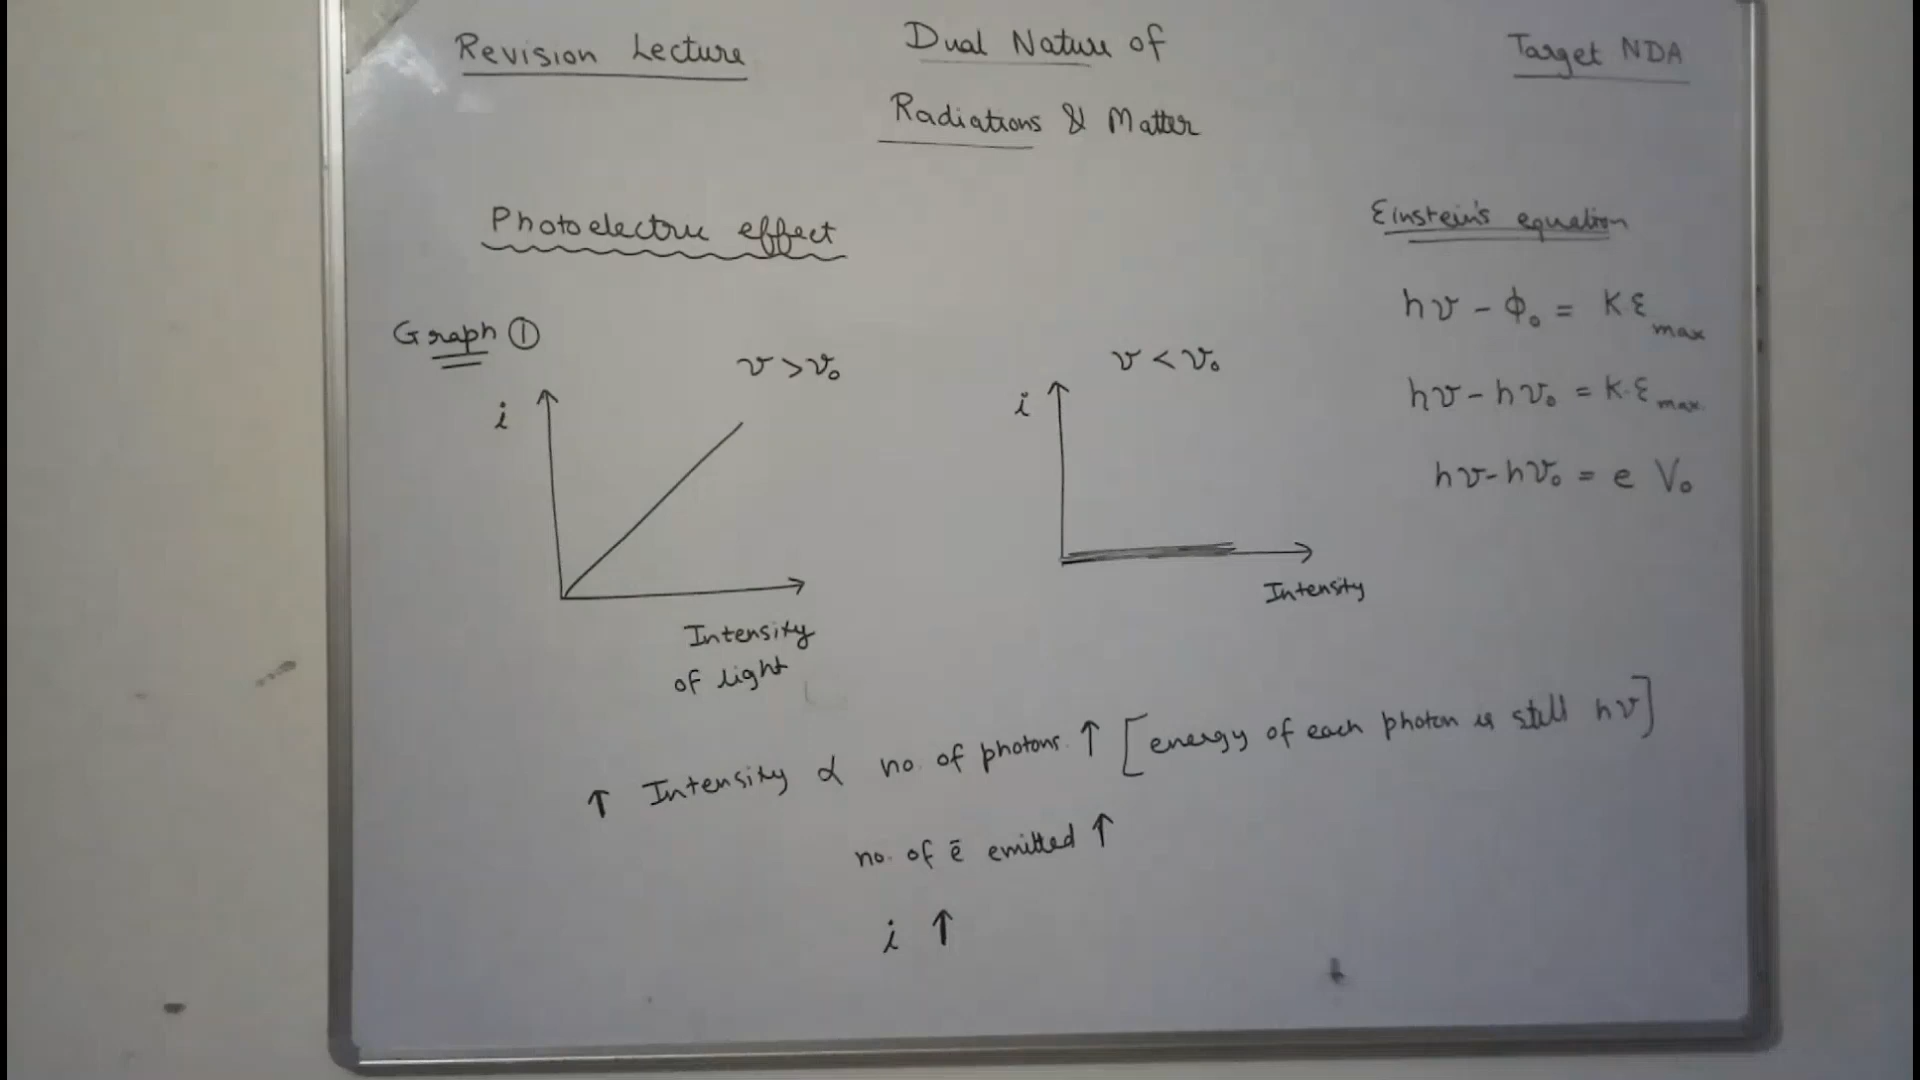 Revision Lecture
Dual Nature of
Radiations & Matter
Target NDA
Photoelectric effect
Einstein's equation
hν - ϕ₀ = KE max
hν - hν₀ = K.E max
hν - hν₀ = e V₀
Graph ①
ν > ν₀
i
Intensity
of light
ν < ν₀
i
Intensity
↑ Intensity ∝ no. of photons ↑ [energy of each photon is still hν]
no. of ē emitted ↑
i ↑